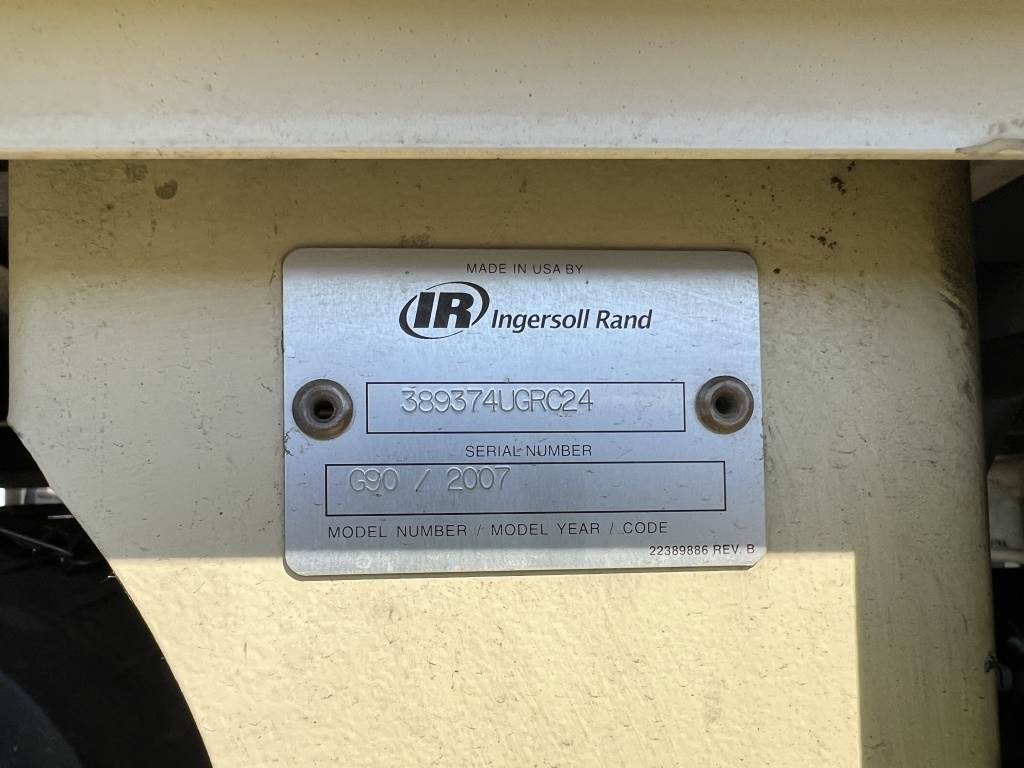 MADE IN USA BY
IR Ingersoll Rand
389374UGRC24
SERIAL NUMBER
G90 / 2007
MODEL NUMBER / MODEL YEAR / CODE
22389886 REV. B